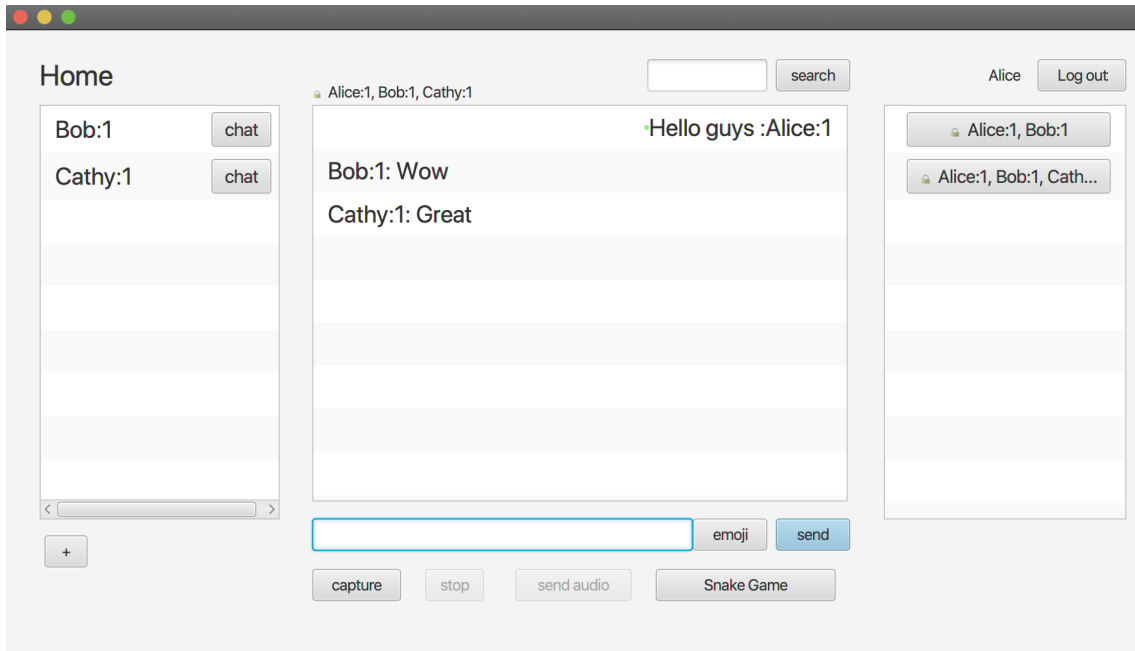 Home
search
Alice
Log out
Alice:1, Bob:1, Cathy:1
Bob:1
chat
Cathy:1
chat
Hello guys :Alice:1
Bob:1: Wow
Cathy:1: Great
Alice:1, Bob:1
Alice:1, Bob:1, Cath...
+
emoji
send
capture
stop
send audio
Snake Game